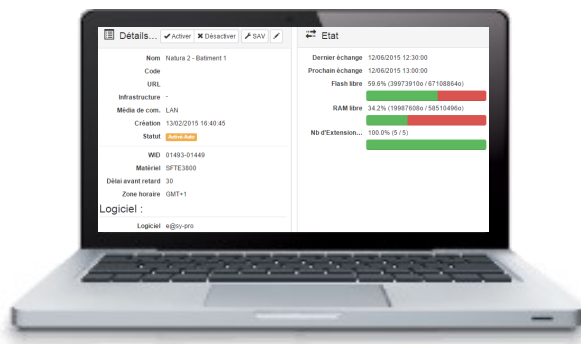 Détails... Activer Désactiver SAV
Nom Natura 2 - Batiment 1
Code
URL
Infrastructure -
Média de com. LAN
Création 13/02/2015 16:40:45
Statut Activé Auto
WID 01493-01449
Matériel SFTE3800
Délai avant retard 30
Zone horaire GMT+1
Logiciel :
Logiciel e@sy-pro
Etat
Dernier échange 12/06/2015 12:30:00
Prochain échange 12/06/2015 13:00:00
Flash libre 59.6% (39973910o / 67108864o)
RAM libre 34.2% (19987608o / 58510496o)
Nb d'Extension... 100.0% (5 / 5)